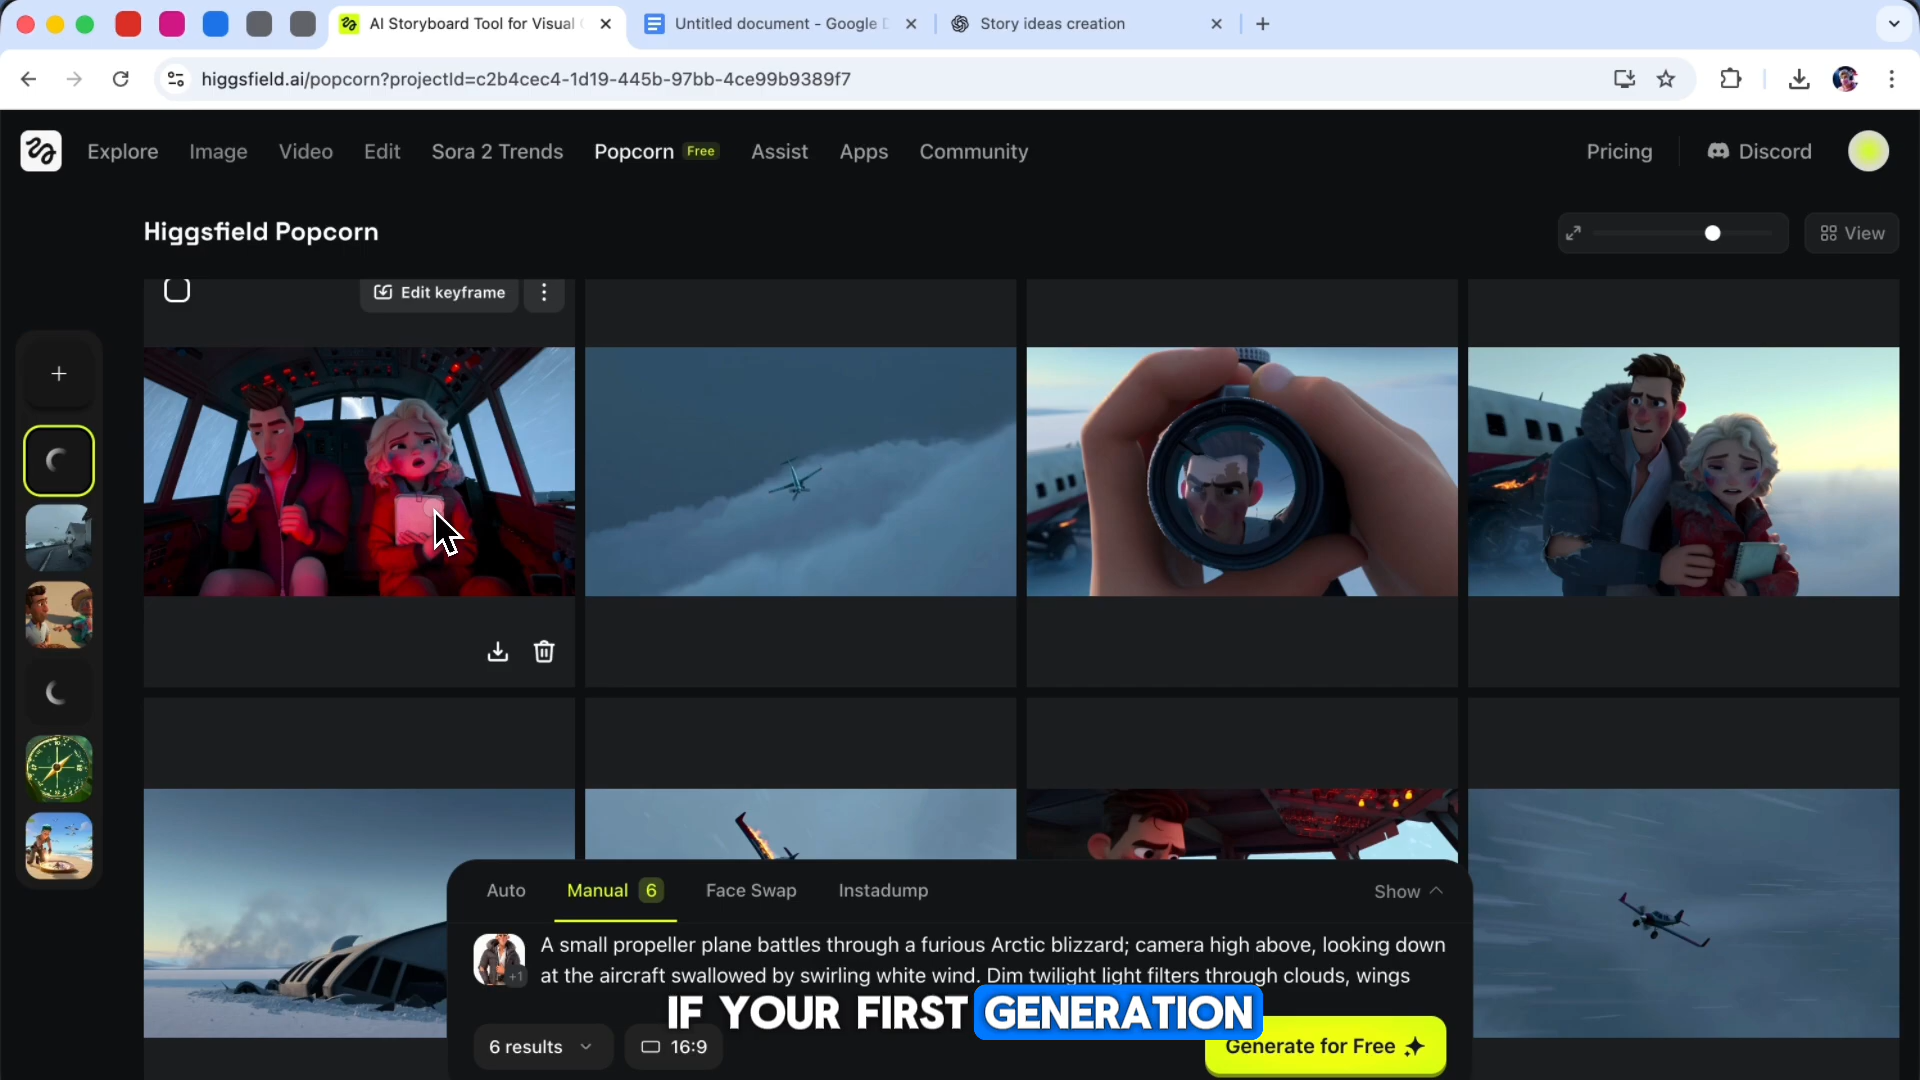 AI Storyboard Tool for Visual
Untitled document - Google D
Story ideas creation
higgsfield.ai/popcorn?projectId=c2b4cec4-1d19-445b-97bb-4ce99b9389f7
Explore
Image
Video
Edit
Sora 2 Trends
Popcorn Free
Assist
Apps
Community
Pricing
Discord
Higgsfield Popcorn
View
Edit keyframe
Auto
Manual 6
Face Swap
Instadump
Show
A small propeller plane battles through a furious Arctic blizzard; camera high above, looking down
at the aircraft swallowed by swirling white wind. Dim twilight light filters through clouds, wings
+1
IF YOUR FIRST GENERATION
6 results
16:9
Generate for Free